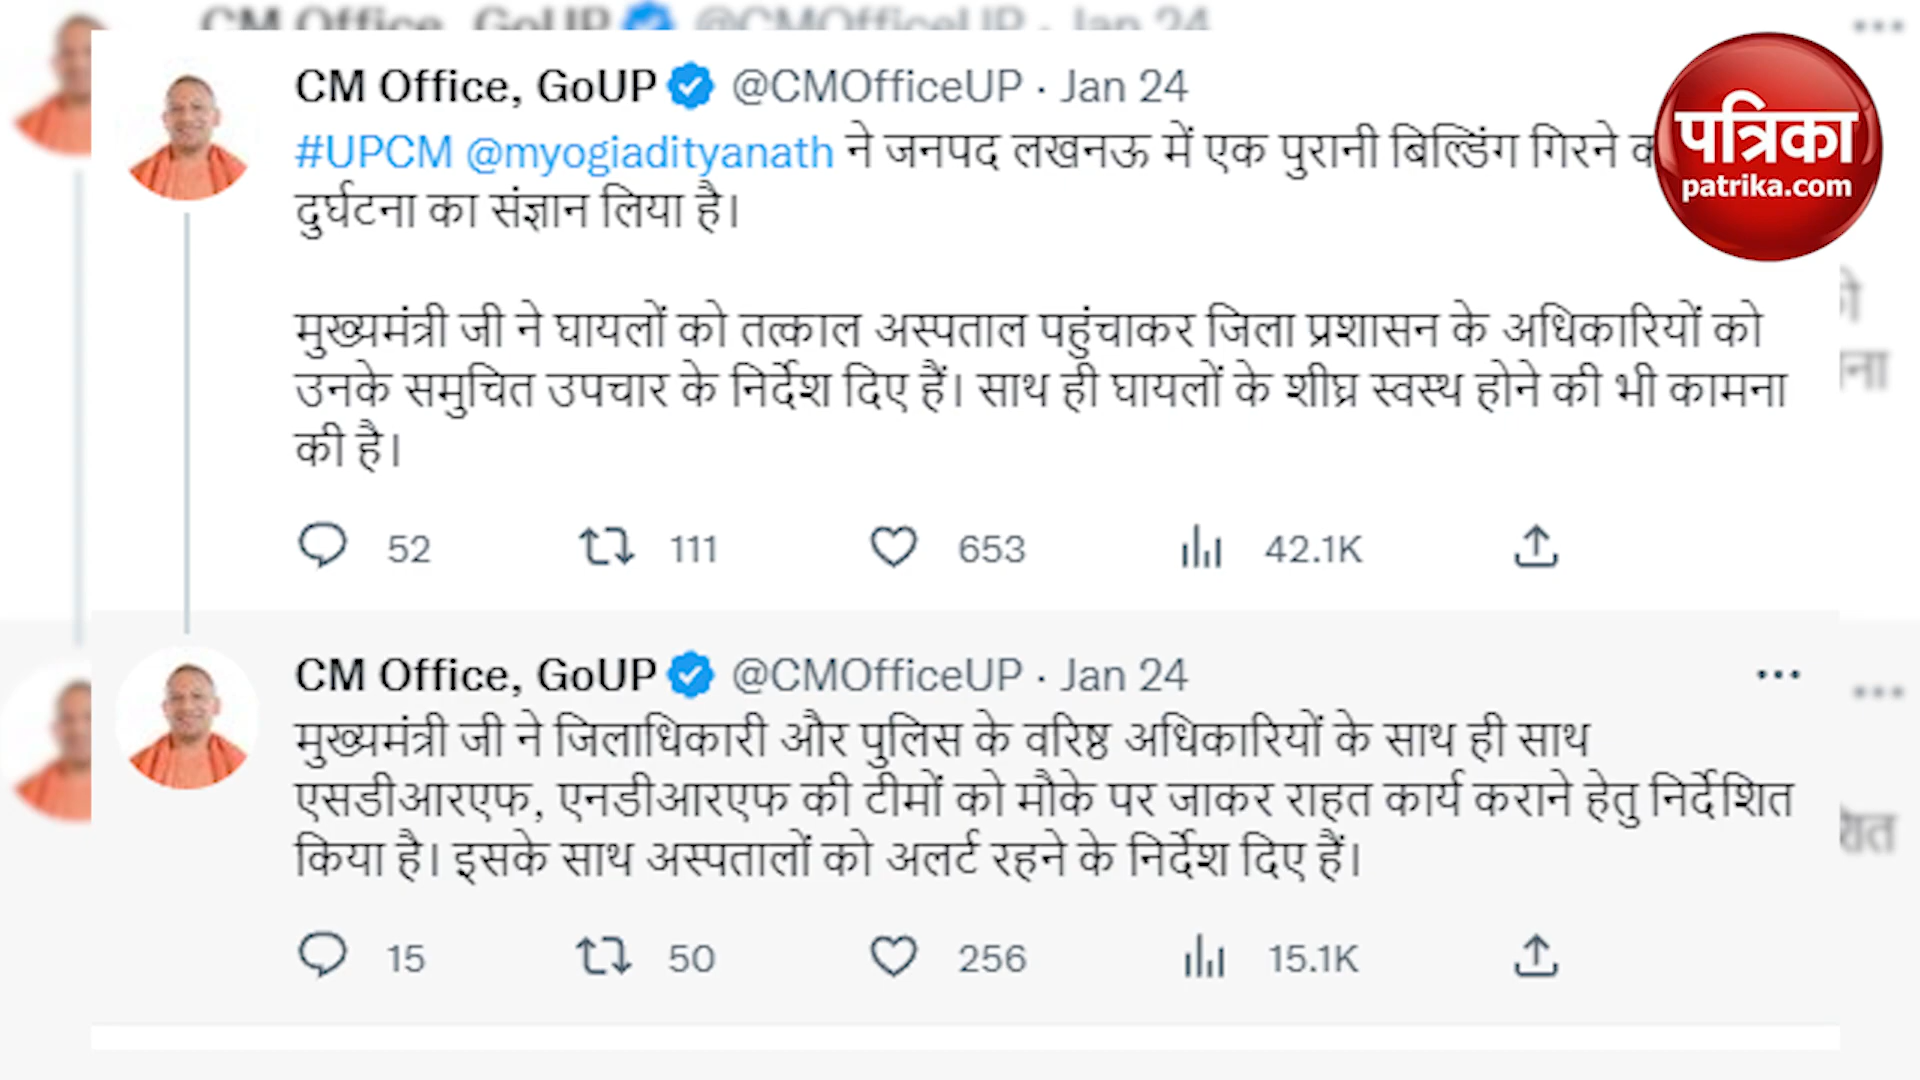 CM Office, GoUP @CMOfficeUP · Jan 24
#UPCM @myogiadityanath ने जनपद लखनऊ में एक पुरानी बिल्डिंग गिरने
दुर्घटना का संज्ञान लिया है।
मुख्यमंत्री जी ने घायलों को तत्काल अस्पताल पहुंचाकर जिला प्रशासन के अधिकारियों को
उनके समुचित उपचार के निर्देश दिए हैं। साथ ही घायलों के शीघ्र स्वस्थ होने की भी कामना
की है।
52 111 653 42.1K
CM Office, GoUP @CMOfficeUP · Jan 24
मुख्यमंत्री जी ने जिलाधिकारी और पुलिस के वरिष्ठ अधिकारियों के साथ ही साथ
एसडीआरएफ, एनडीआरएफ की टीमों को मौके पर जाकर राहत कार्य कराने हेतु निर्देशित
किया है। इसके साथ अस्पतालों को अलर्ट रहने के निर्देश दिए हैं।
15 50 256 15.1K
पत्रिका
patrika.com